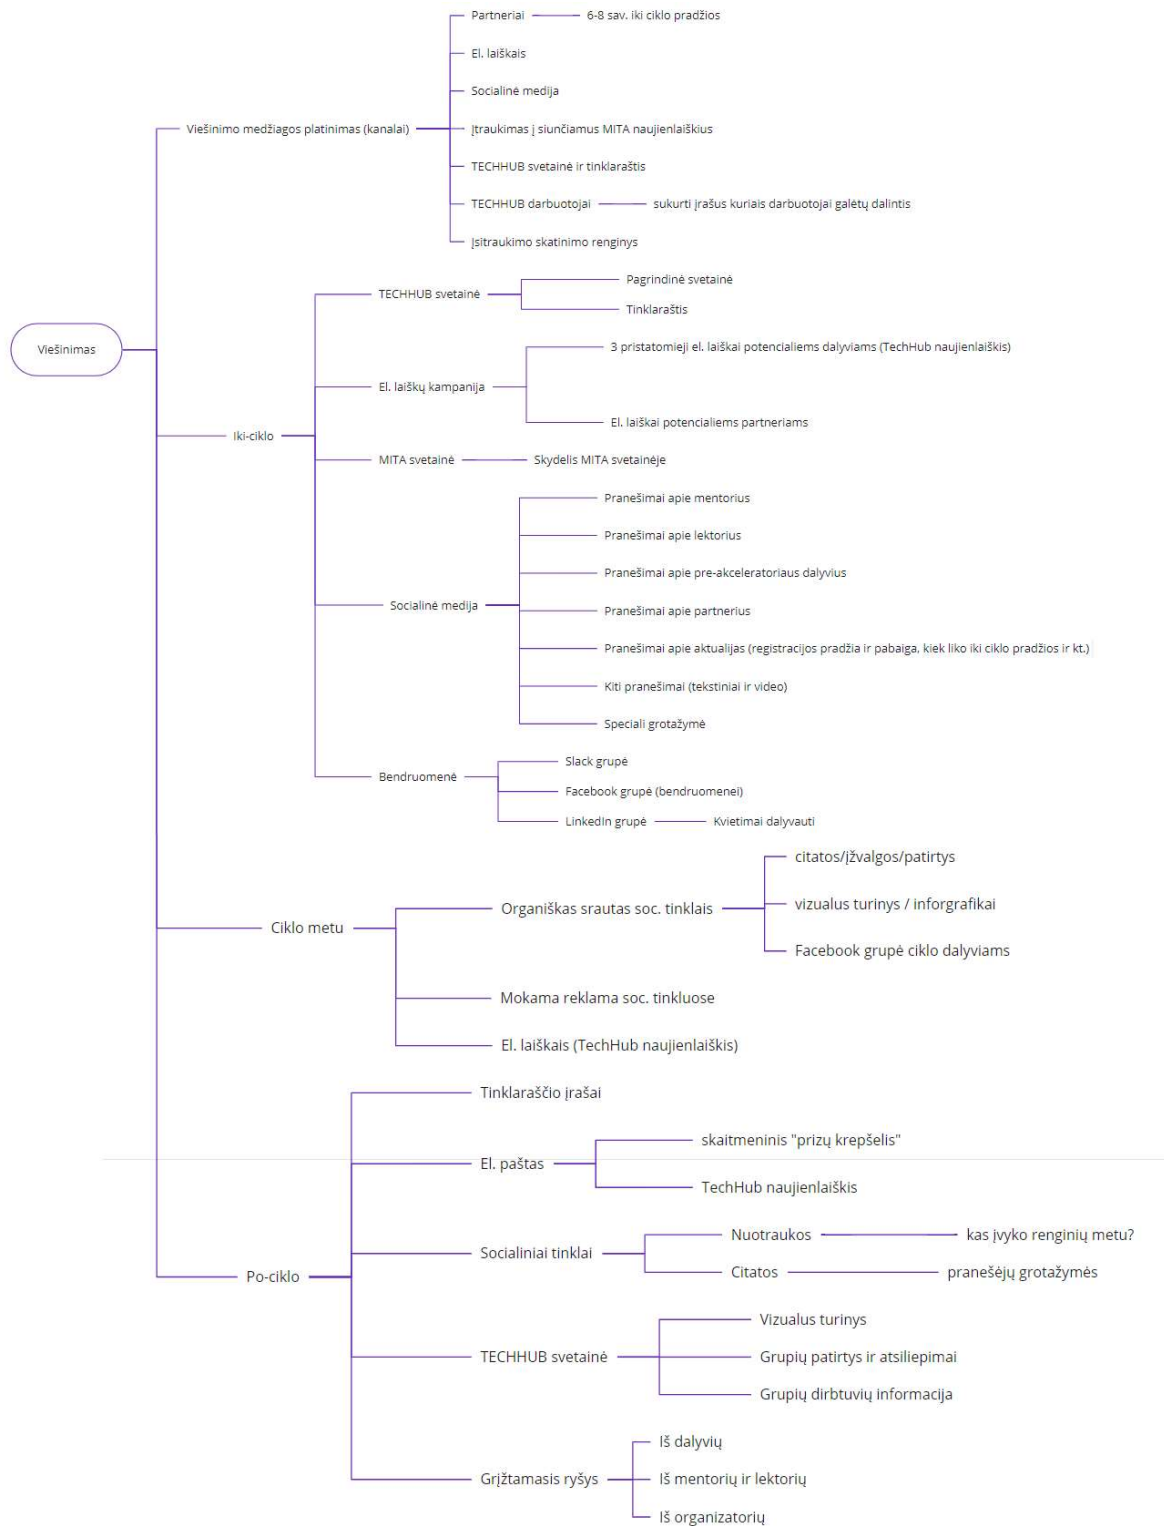 Viešinimas
Viešinimo medžiagos platinimas (kanalai)
Partneriai
6-8 sav. iki ciklo pradžios
El. laiškais
Socialinė medija
Įtraukimas į siunčiamus MITA naujienlaiškius
TECHHUB svetainė ir tinklaraštis
TECHHUB darbuotojai
sukurti įrašus kuriais darbuotojai galėtų dalintis
Įsitraukimo skatinimo renginys
Iki-ciklo
TECHHUB svetainė
Pagrindinė svetainė
Tinklaraštis
El. laiškų kampanija
3 pristatomieji el. laiškai potencialiems dalyviams (TechHub naujienlaiškis)
El. laiškai potencialiems partneriams
MITA svetainė
Skydelis MITA svetainėje
Socialinė medija
Pranešimai apie mentorius
Pranešimai apie lektorius
Pranešimai apie pre-akceleratoriaus dalyvius
Pranešimai apie partnerius
Pranešimai apie aktualijas (registracijos pradžia ir pabaiga, kiek liko iki ciklo pradžios ir kt.)
Kiti pranešimai (tekstiniai ir video)
Speciali grotažymė
Bendruomenė
Slack grupė
Facebook grupė (bendruomenei)
LinkedIn grupė
Kvietimai dalyvauti
Ciklo metu
Organiškas srautas soc. tinklais
citatos/įžvalgos/patirtys
vizualus turinys / inforgrafikai
Facebook grupė ciklo dalyviams
Mokama reklama soc. tinkluose
El. laiškais (TechHub naujienlaiškis)
Po-ciklo
Tinklaraščio įrašai
El. paštas
skaitmeninis "prizų krepšelis"
TechHub naujienlaiškis
Socialiniai tinklai
Nuotraukos
kas įvyko renginių metu?
Citatos
pranešėjų grotažymės
TECHHUB svetainė
Vizualus turinys
Grupių patirtys ir atsiliepimai
Grupių dirbtuvių informacija
Grįžtamasis ryšys
Iš dalyvių
Iš mentorių ir lektorių
Iš organizatorių